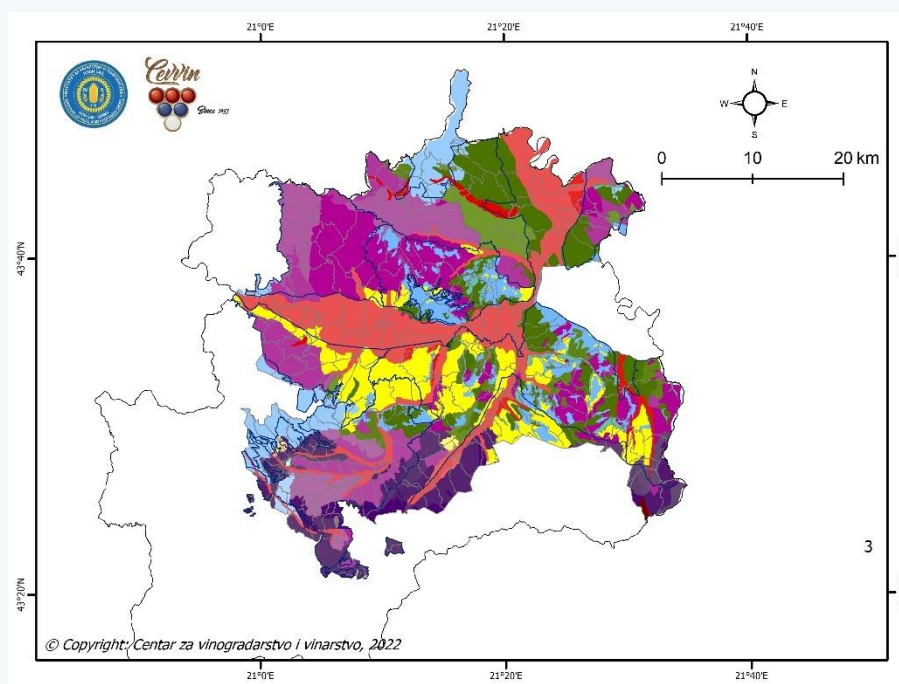 21°0'E
21°20'E
21°40'E
Cevvin
Since 1953
N
W
E
S
0
10
20 km
43°40'N
43°20'N
3
© Copyright: Centar za vinogradarstvo i vinarstvo, 2022
21°0'E
21°20'E
21°40'E